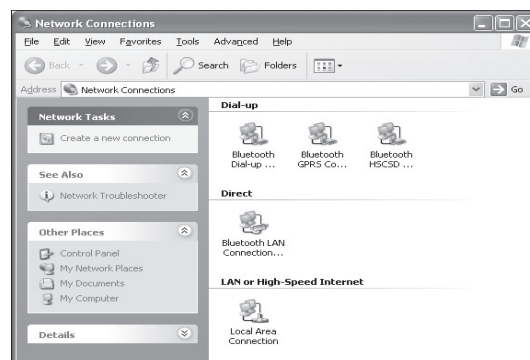 Network Connections
File Edit View Favorites Tools Advanced Help
Back Search Folders
Address Network Connections Go
Network Tasks
Create a new connection
See Also
Network Troubleshooter
Other Places
Control Panel
My Network Places
My Documents
My Computer
Details
Dial-up
Bluetooth
Dial-up ...
Bluetooth
GPRS Co...
Bluetooth
HSCSD ...
Direct
Bluetooth LAN
Connection...
LAN or High-Speed Internet
Local Area
Connection